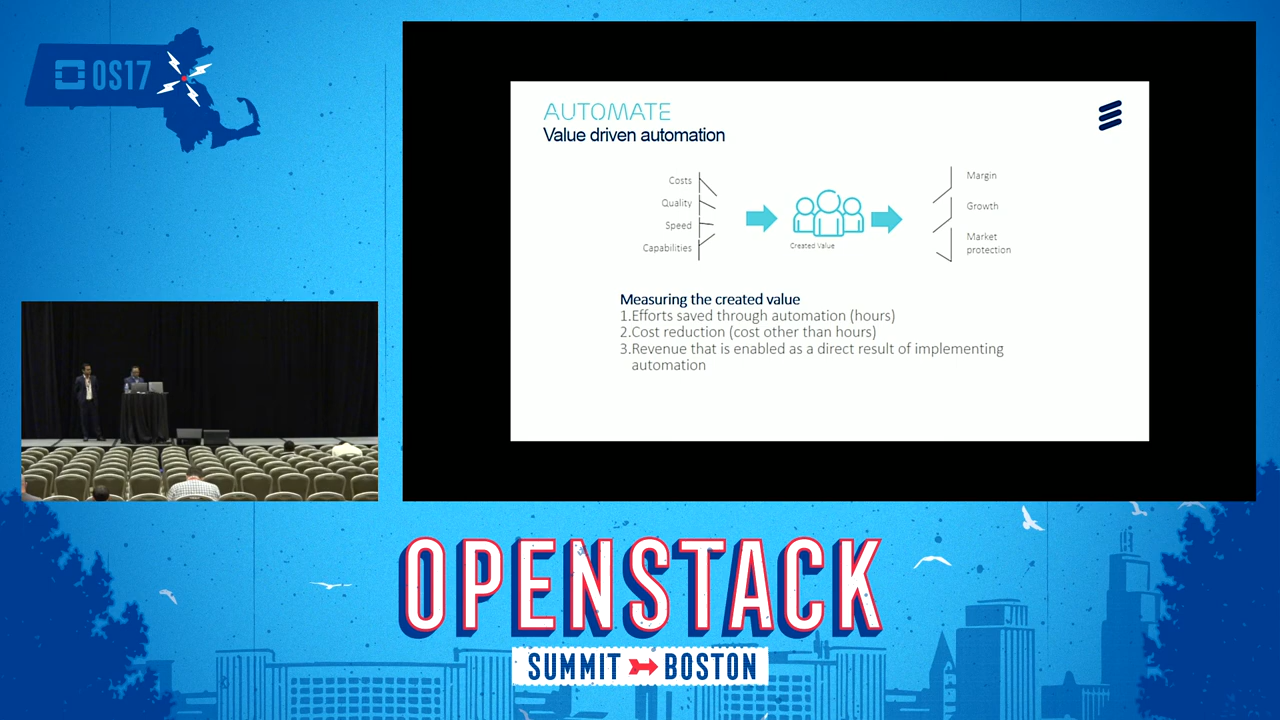 OS17
AUTOMATE
Value driven automation
Costs
Quality
Speed
Capabilities
Created Value
Margin
Growth
Market
protection
Measuring the created value
1.Efforts saved through automation (hours)
2.Cost reduction (cost other than hours)
3.Revenue that is enabled as a direct result of implementing
automation
OPENSTACK
SUMMIT BOSTON